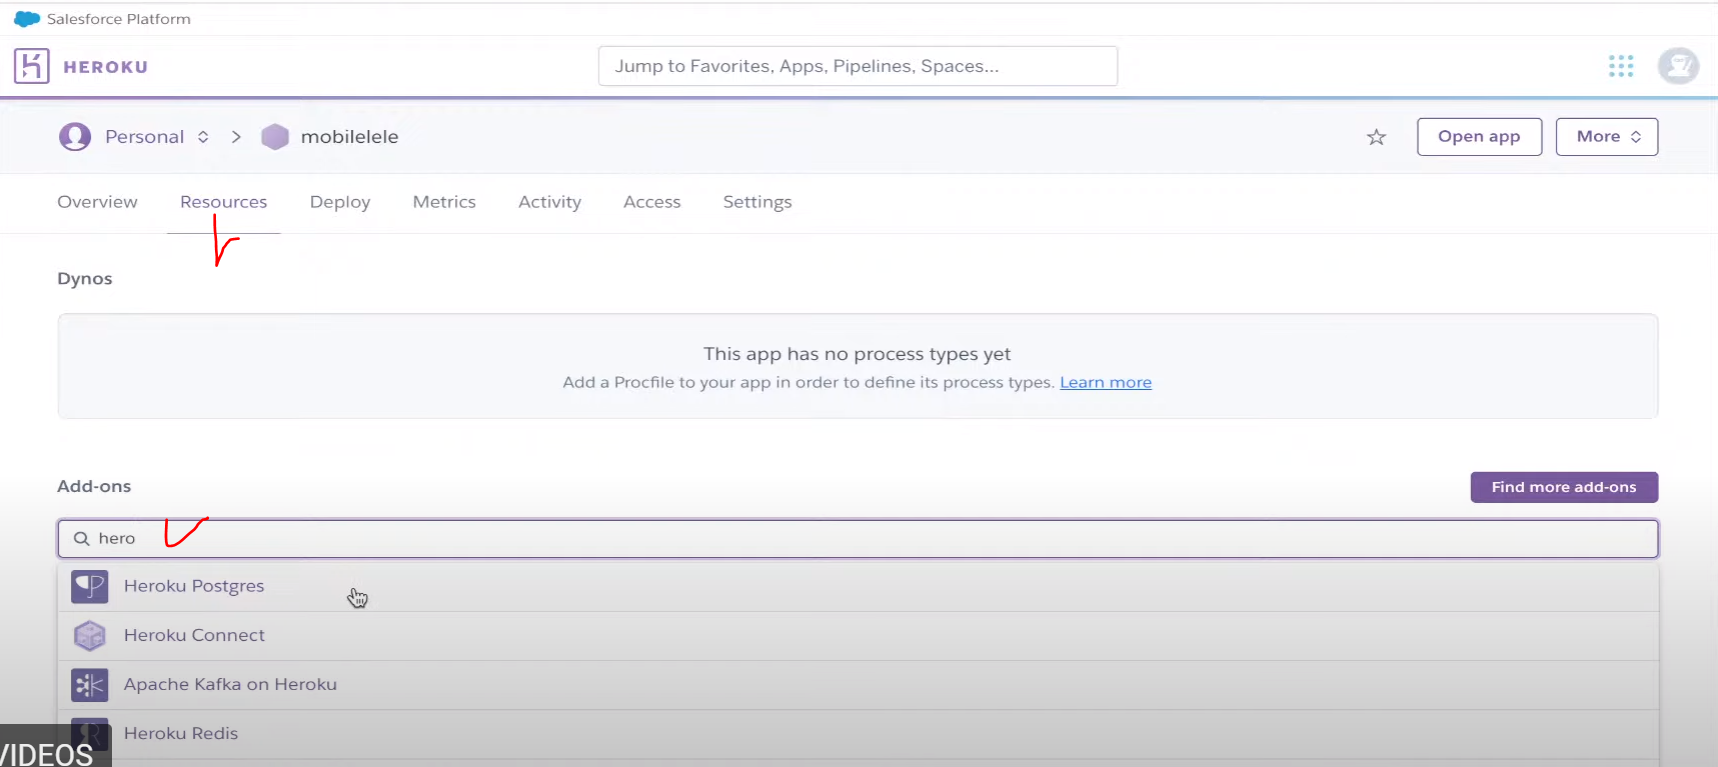 Salesforce Platform
HEROKU
Jump to Favorites, Apps, Pipelines, Spaces...
Personal > mobilelele
Open app
More
Overview Resources Deploy Metrics Activity Access Settings
Dynos
This app has no process types yet
Add a Procfile to your app in order to define its process types. Learn more
Add-ons
Find more add-ons
hero
Heroku Postgres
Heroku Connect
Apache Kafka on Heroku
Heroku Redis
VIDEOS